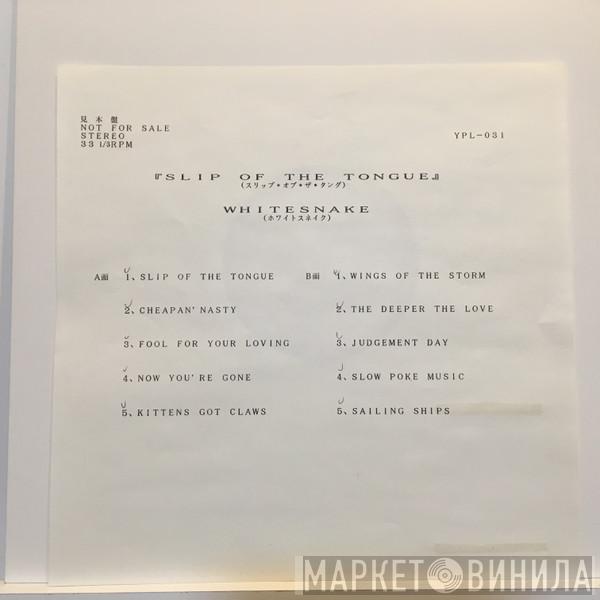 見本盤
NOT FOR SALE
STEREO
33 1/3RPM
YPL-031
『SLIP OF THE TONGUE』
(スリップ・オブ・ザ・タング)
WHITESNAKE
(ホワイトスネイク)
A面 1、SLIP OF THE TONGUE
B面 1、WINGS OF THE STORM
2、CHEAPAN'NASTY
2、THE DEEPER THE LOVE
3、FOOL FOR YOUR LOVING
3、JUDGEMENT DAY
4、NOW YOU'RE GONE
4、SLOW POKE MUSIC
5、KITTENS GOT CLAWS
5、SAILING SHIPS
МАРКЕТ ВИНИЛА